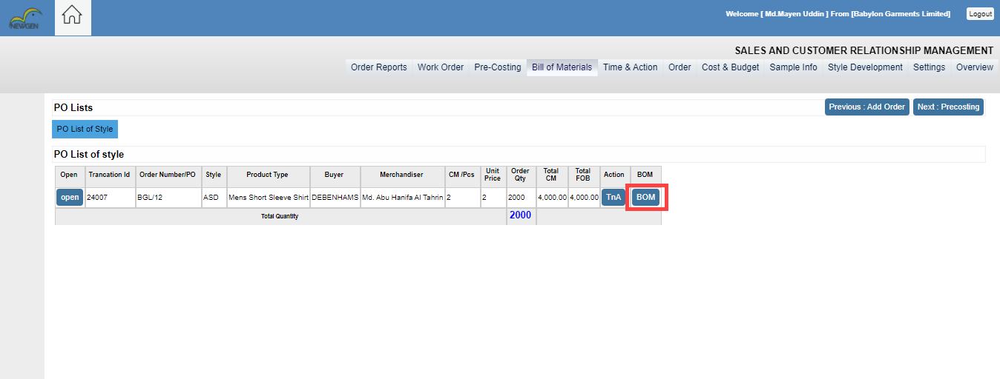 NEWGEN
Welcome [ Md.Mayen Uddin ] From [Babylon Garments Limited]
Logout
SALES AND CUSTOMER RELATIONSHIP MANAGEMENT
Order Reports Work Order Pre-Costing Bill of Materials Time & Action Order Cost & Budget Sample Info Style Development Settings Overview
PO Lists
Previous : Add Order Next : Precosting
PO List of Style
PO List of style
Open Trancation Id Order Number/PO Style Product Type Buyer Merchandiser CM /Pcs Unit Price Order Qty Total CM Total FOB Action BOM
open 24007 BGL/12 ASD Mens Short Sleeve Shirt DEBENHAMS Md. Abu Hanifa Al Tahrin 2 2 2000 4,000.00 4,000.00 TnA BOM
Total Quantity 2000